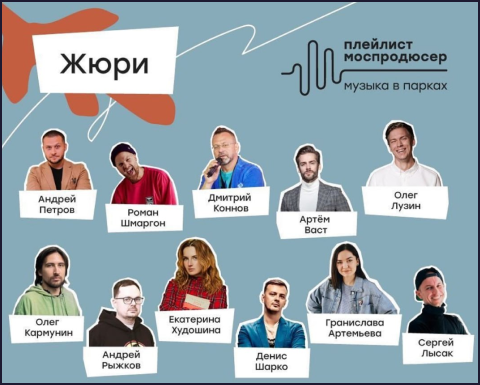 Жюри
плейлист
моспродюсер
музыка в парках
Андрей
Петров
Роман
Шмаргон
Дмитрий
Коннов
Артём
Васт
Олег
Лузин
Олег
Кармунин
Андрей
Рыжков
Екатерина
Худошина
Денис
Шарко
Гранислава
Артемьева
Сергей
Лысак